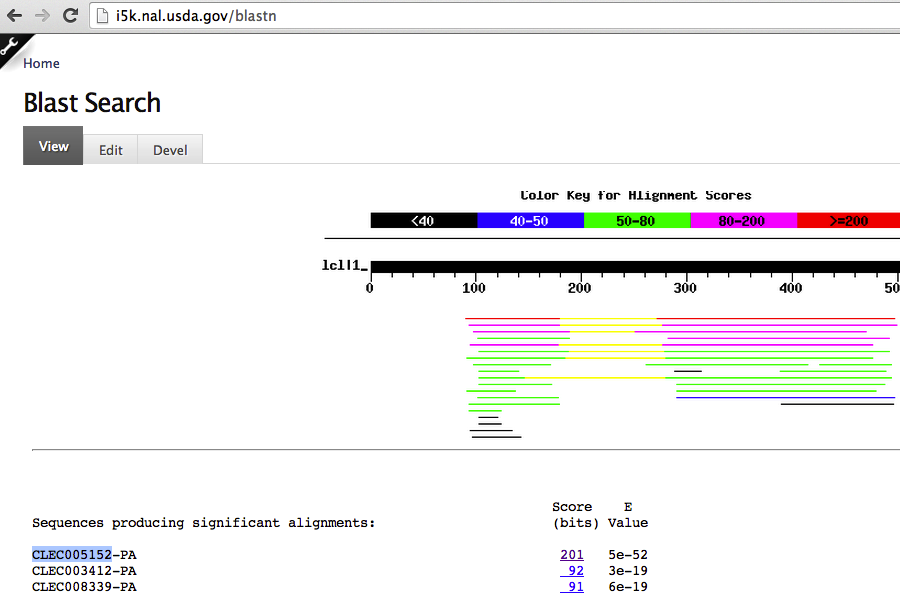 i5k.nal.usda.gov/blastn
Home
Blast Search
View Edit Devel
Color Key for Alignment Scores
<40 40-50 50-80 80-200 >=200
lcl|1_
0 100 200 300 400 50
Score E
Sequences producing significant alignments: (bits) Value
CLEC005152-PA 201 5e-52
CLEC003412-PA 92 3e-19
CLEC008339-PA 91 6e-19